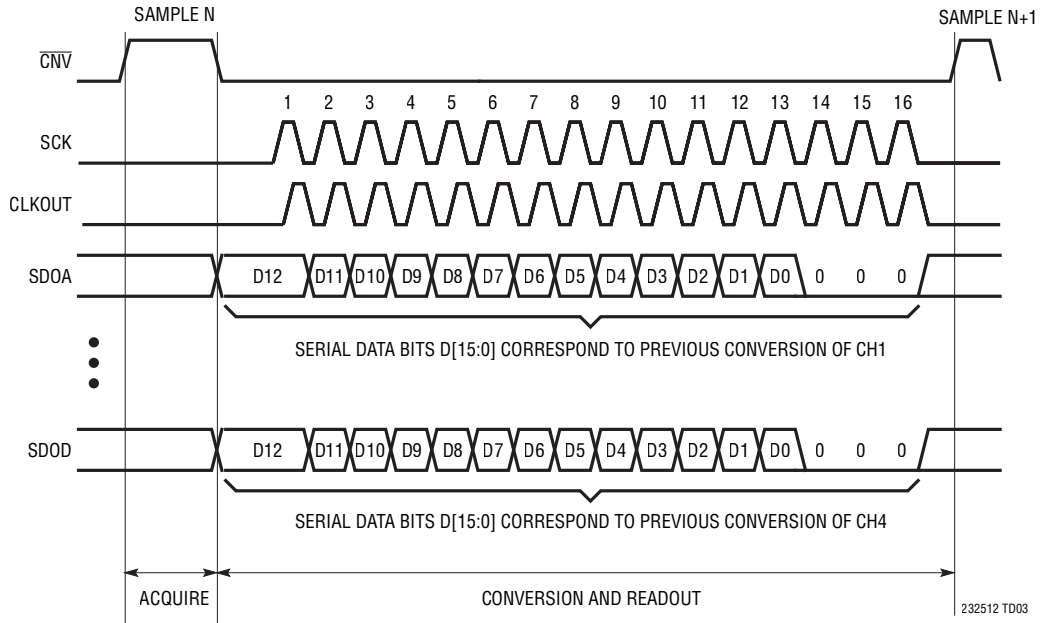 SAMPLE N
SAMPLE N+1
CNV
1 2 3 4 5 6 7 8 9 10 11 12 13 14 15 16
SCK
CLKOUT
SDOA D12 D11 D10 D9 D8 D7 D6 D5 D4 D3 D2 D1 D0 0 0 0
SERIAL DATA BITS D[15:0] CORRESPOND TO PREVIOUS CONVERSION OF CH1
SDOD D12 D11 D10 D9 D8 D7 D6 D5 D4 D3 D2 D1 D0 0 0 0
SERIAL DATA BITS D[15:0] CORRESPOND TO PREVIOUS CONVERSION OF CH4
ACQUIRE
CONVERSION AND READOUT
232512 TD03